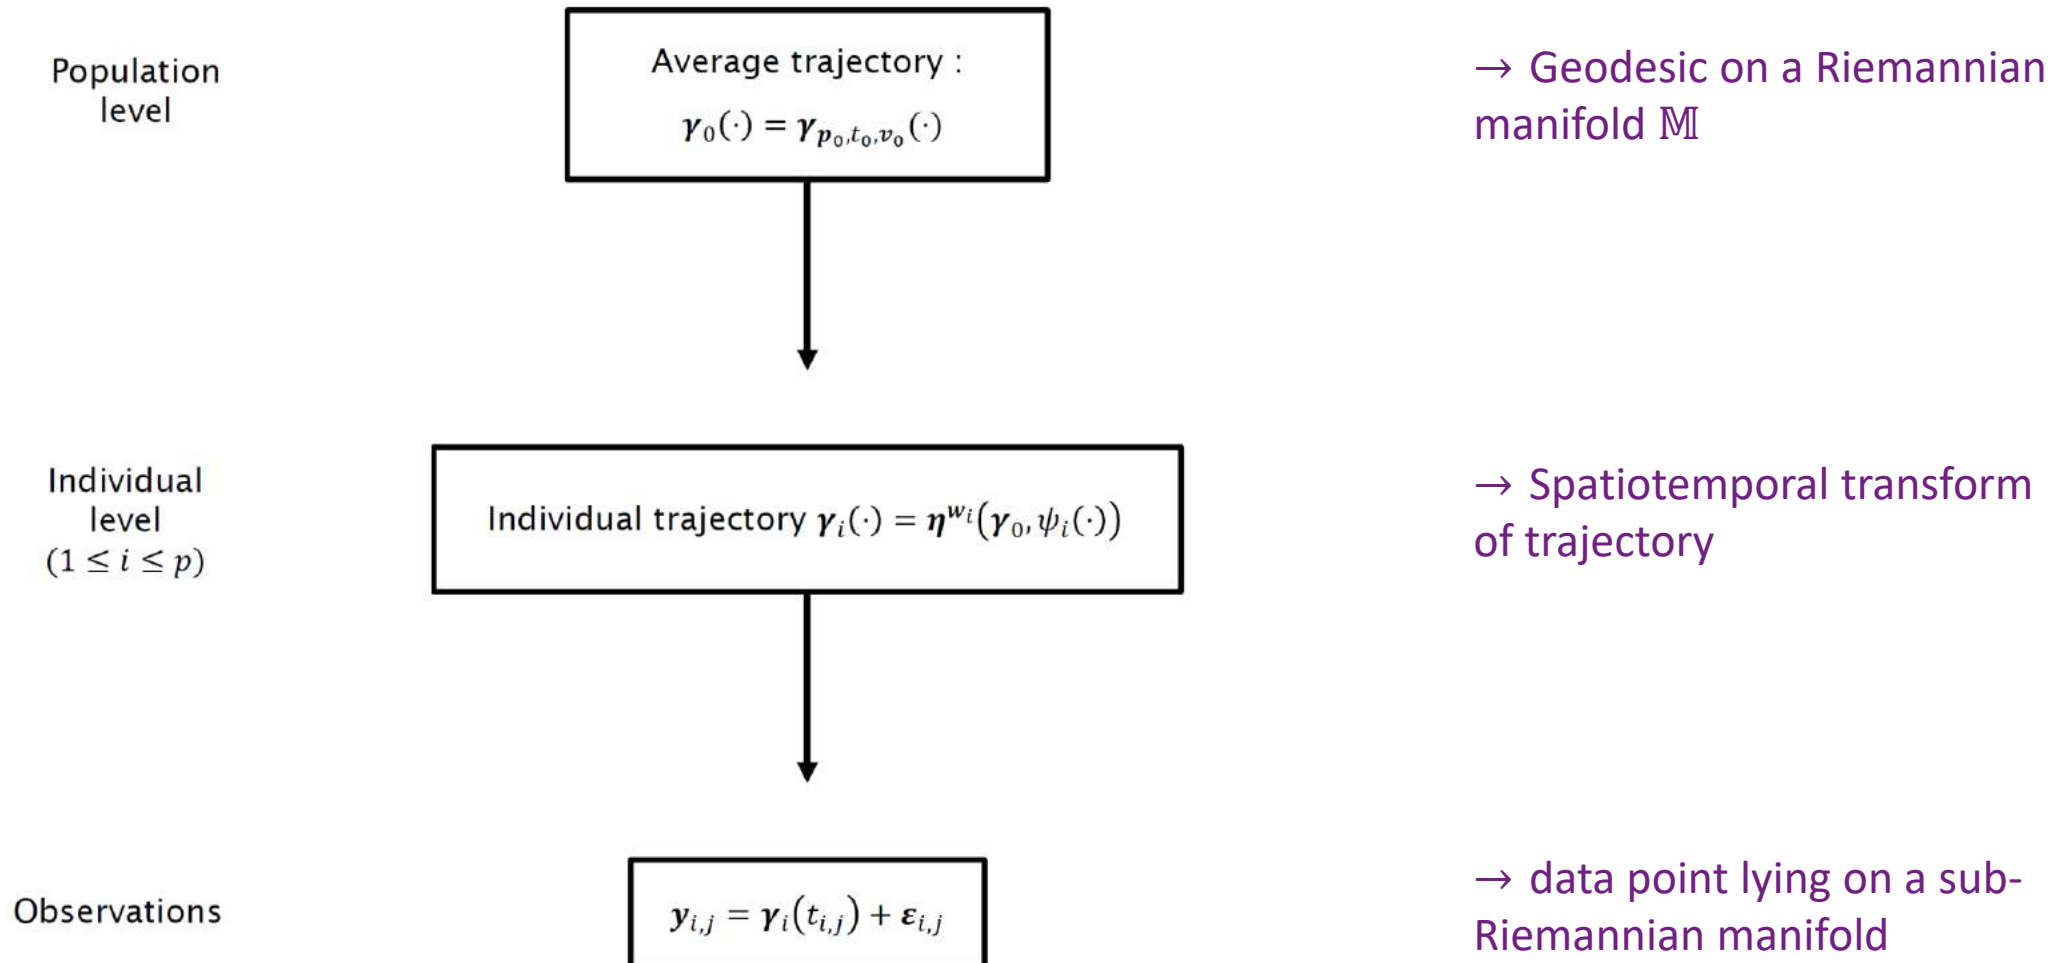 Population
level
Average trajectory :
𝜸₀(·) = 𝜸_{𝒑₀,𝑡₀,𝒗₀}(·)
→ Geodesic on a Riemannian
manifold 𝕄
Individual
level
(1 ≤ 𝑖 ≤ 𝑝)
Individual trajectory 𝜸ᵢ(·) = 𝜼^{𝒘ᵢ}(𝜸₀, 𝜓ᵢ(·))
→ Spatiotemporal transform
of trajectory
Observations
𝒚_{𝑖,𝑗} = 𝜸ᵢ(𝑡_{𝑖,𝑗}) + 𝜺_{𝑖,𝑗}
→ data point lying on a sub-
Riemannian manifold